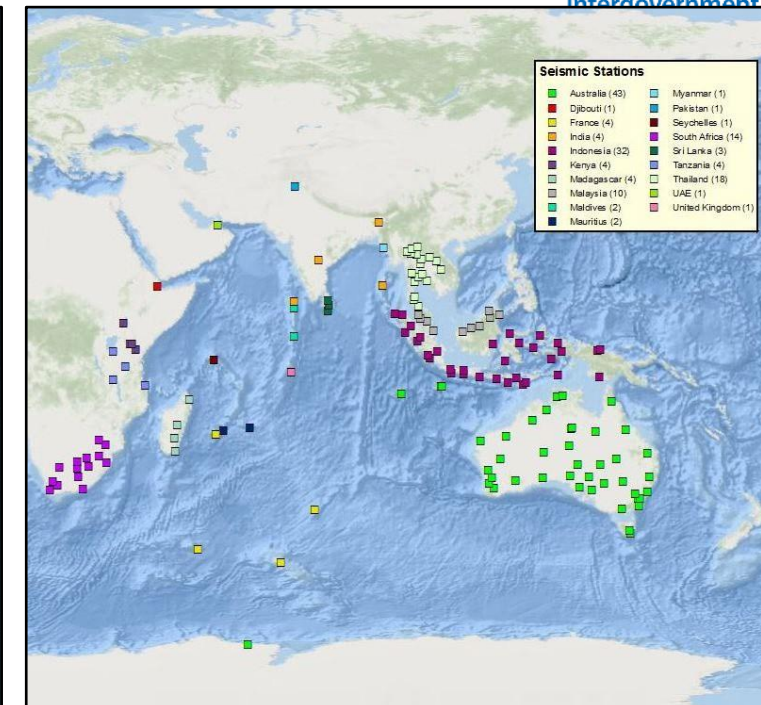 Intergovernment
Seismic Stations
Australia (43)
Djibouti (1)
France (4)
India (4)
Indonesia (32)
Kenya (4)
Madagascar (4)
Malaysia (10)
Maldives (2)
Mauritius (2)
Myanmar (1)
Pakistan (1)
Seychelles (1)
South Africa (14)
Sri Lanka (3)
Tanzania (4)
Thailand (18)
UAE (1)
United Kingdom (1)